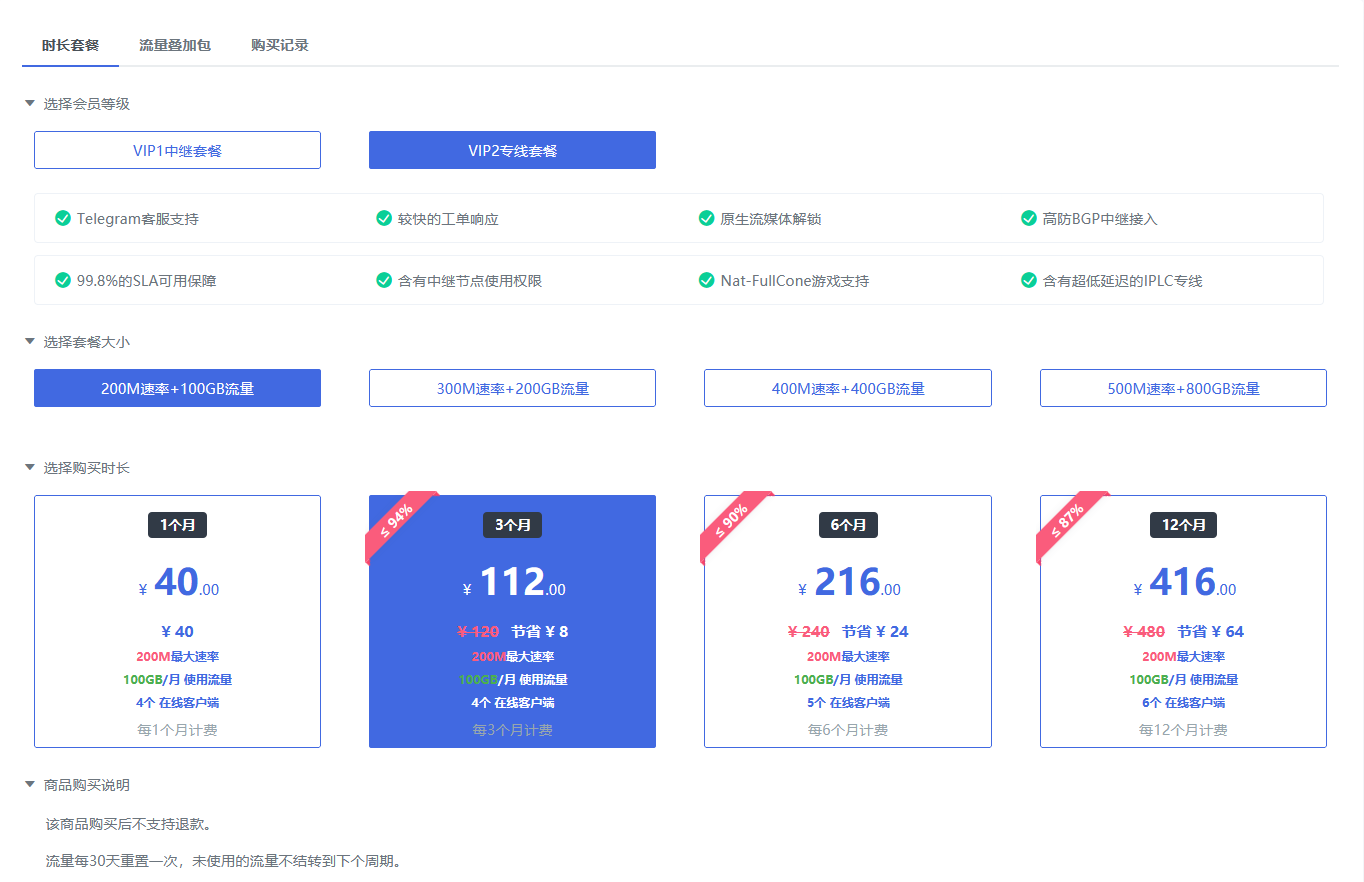 时长套餐 流量叠加包 购买记录
选择会员等级
VIP1中继套餐 VIP2专线套餐
Telegram客服支持 较快的工单响应 原生流媒体解锁 高防BGP中继接入
99.8%的SLA可用保障 含有中继节点使用权限 Nat-FullCone游戏支持 含有超低延迟的IPLC专线
选择套餐大小
200M速率+100GB流量 300M速率+200GB流量 400M速率+400GB流量 500M速率+800GB流量
选择购买时长
1个月
¥ 40.00
¥ 40
200M最大速率
100GB/月 使用流量
4个 在线客户端
每1个月计费
≤ 94%
3个月
¥ 112.00
¥ 120 节省 ¥ 8
200M最大速率
100GB/月 使用流量
4个 在线客户端
每3个月计费
≤ 90%
6个月
¥ 216.00
¥ 240 节省 ¥ 24
200M最大速率
100GB/月 使用流量
5个 在线客户端
每6个月计费
≤ 87%
12个月
¥ 416.00
¥ 480 节省 ¥ 64
200M最大速率
100GB/月 使用流量
6个 在线客户端
每12个月计费
商品购买说明
该商品购买后不支持退款。
流量每30天重置一次，未使用的流量不结转到下个周期。